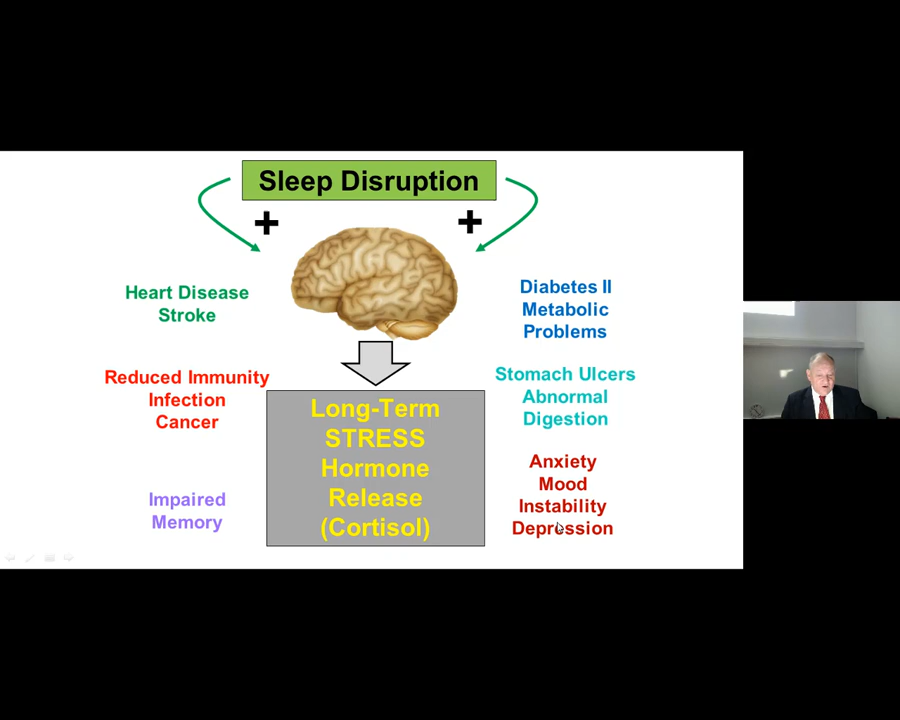 Sleep Disruption
+
+
Heart Disease
Stroke
Reduced Immunity
Infection
Cancer
Impaired
Memory
Long-Term
STRESS
Hormone
Release
(Cortisol)
Diabetes II
Metabolic
Problems
Stomach Ulcers
Abnormal
Digestion
Anxiety
Mood
Instability
Depression